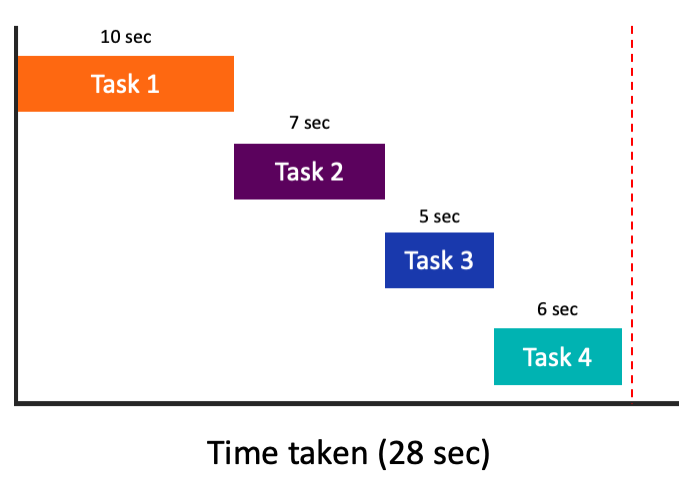 10 sec
Task 1
7 sec
Task 2
5 sec
Task 3
6 sec
Task 4
Time taken (28 sec)